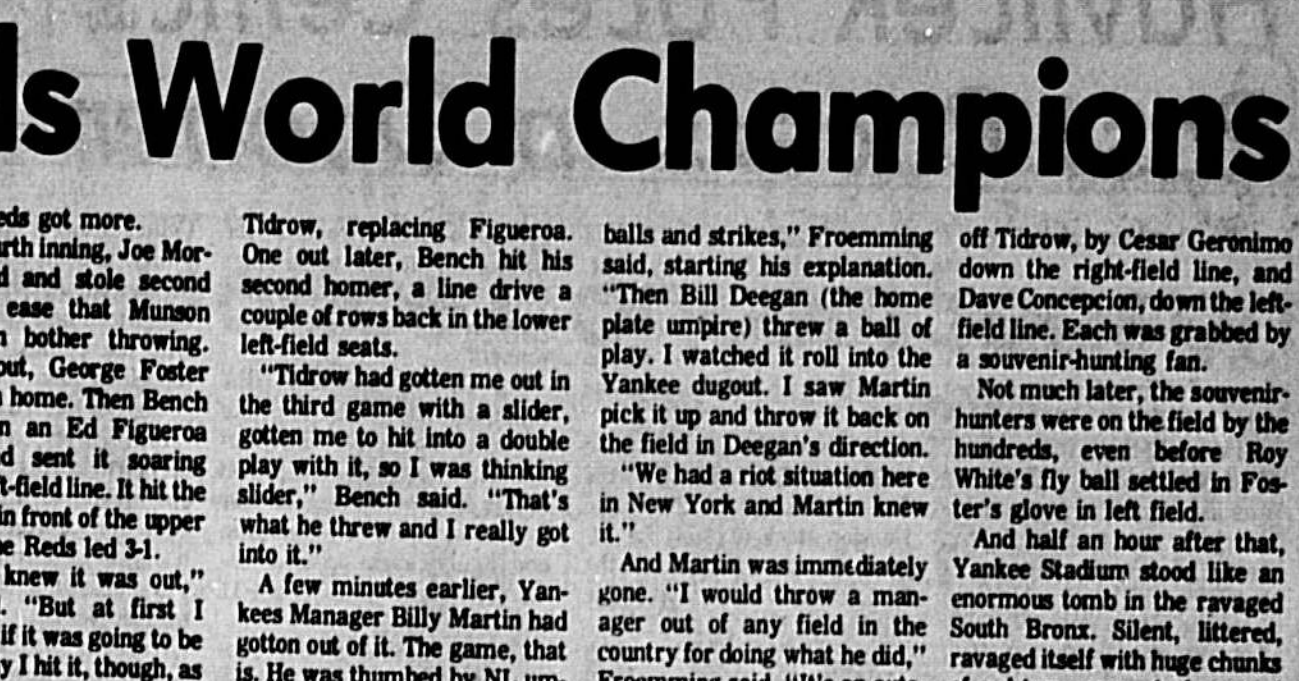 ds World Champions
eds got more.
rth inning, Joe Mor-
d and stole second
ease that Munson
bother throwing.
out, George Foster
home. Then Bench
n an Ed Figueroa
d sent it soaring
t-field line. It hit the
in front of the upper
e Reds led 3-1.
knew it was out,"
. "But at first I
if it was going to be
y I hit it, though, as
Tidrow, replacing Figueroa.
One out later, Bench hit his
second homer, a line drive a
couple of rows back in the lower
left-field seats.
"Tidrow had gotten me out in
the third game with a slider,
gotten me to hit into a double
play with it, so I was thinking
slider," Bench said. "That's
what he threw and I really got
into it."
A few minutes earlier, Yan-
kees Manager Billy Martin had
gotton out of it. The game, that
is. He was thumbed by NL um-
balls and strikes," Froemming
said, starting his explanation.
"Then Bill Deegan (the home
plate umpire) threw a ball of
play. I watched it roll into the
Yankee dugout. I saw Martin
pick it up and throw it back on
the field in Deegan's direction.
"We had a riot situation here
in New York and Martin knew
it."
And Martin was immediately
gone. "I would throw a man-
ager out of any field in the
country for doing what he did,"
Froemming said.
off Tidrow, by Cesar Geronimo
down the right-field line, and
Dave Concepcion, down the left-
field line. Each was grabbed by
a souvenir-hunting fan.
Not much later, the souvenir-
hunters were on the field by the
hundreds, even before Roy
White's fly ball settled in Fos-
ter's glove in left field.
And half an hour after that,
Yankee Stadium stood like an
enormous tomb in the ravaged
South Bronx. Silent, littered,
ravaged itself with huge chunks